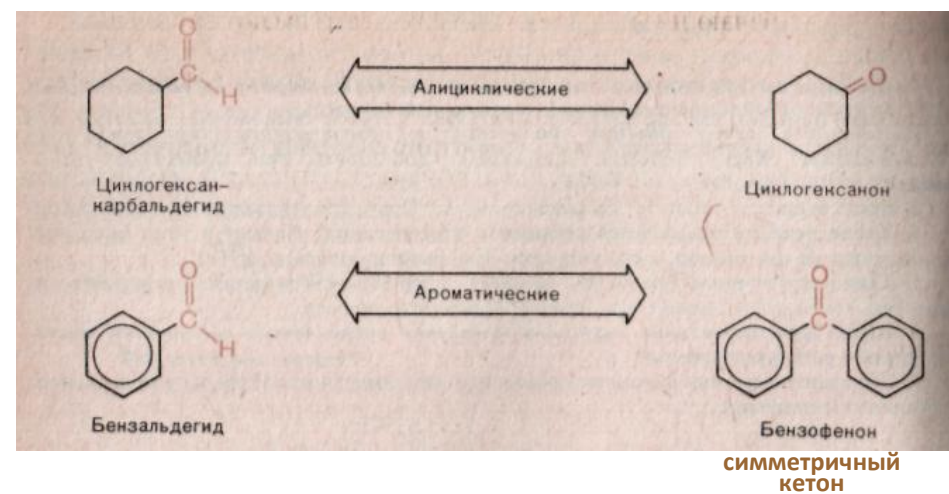 O
C
H
Алициклические
O
Циклогексан-
карбальдегид
Циклогексанон
O
C
H
Ароматические
O
C
Бензальдегид
Бензофенон
симметричный
кетон